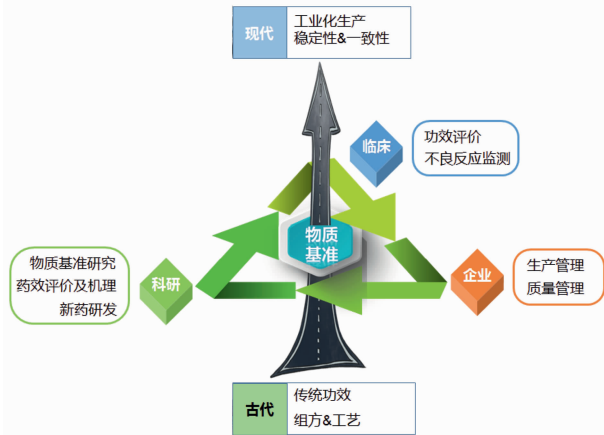 现代
工业化生产
稳定性&一致性
临床
功效评价
不良反应监测
物质
基准
物质基准研究
药效评价及机理
新药研发
科研
企业
生产管理
质量管理
古代
传统功效
组方&工艺